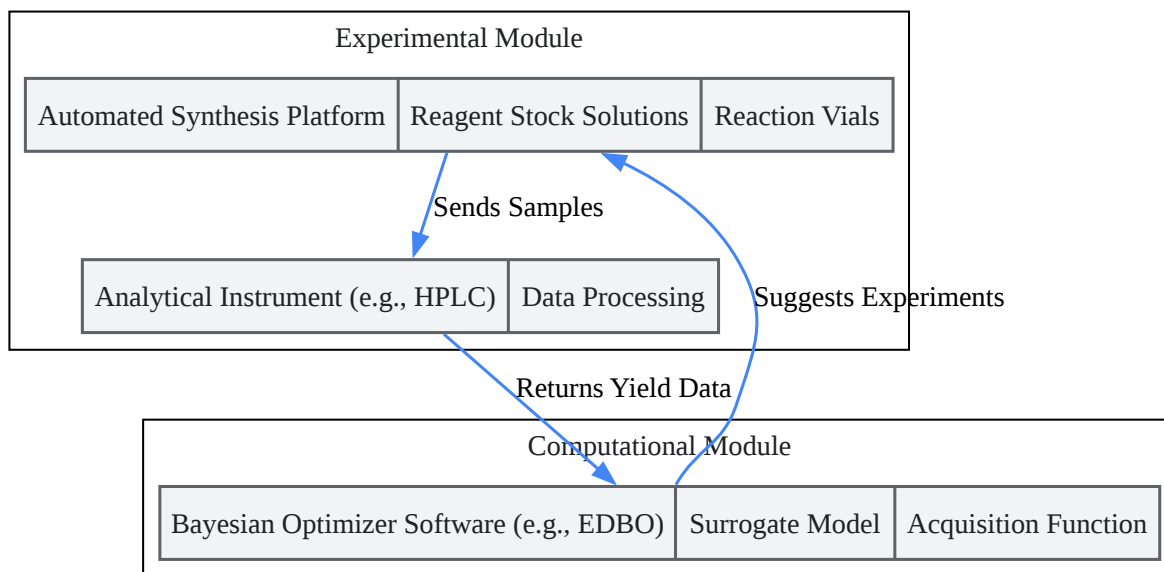 Experimental Module
Automated Synthesis Platform
Reagent Stock Solutions
Reaction Vials
Sends Samples
Analytical Instrument (e.g., HPLC)
Data Processing
Suggests Experiments
Returns Yield Data
Computational Module
Bayesian Optimizer Software (e.g., EDBO)
Surrogate Model
Acquisition Function